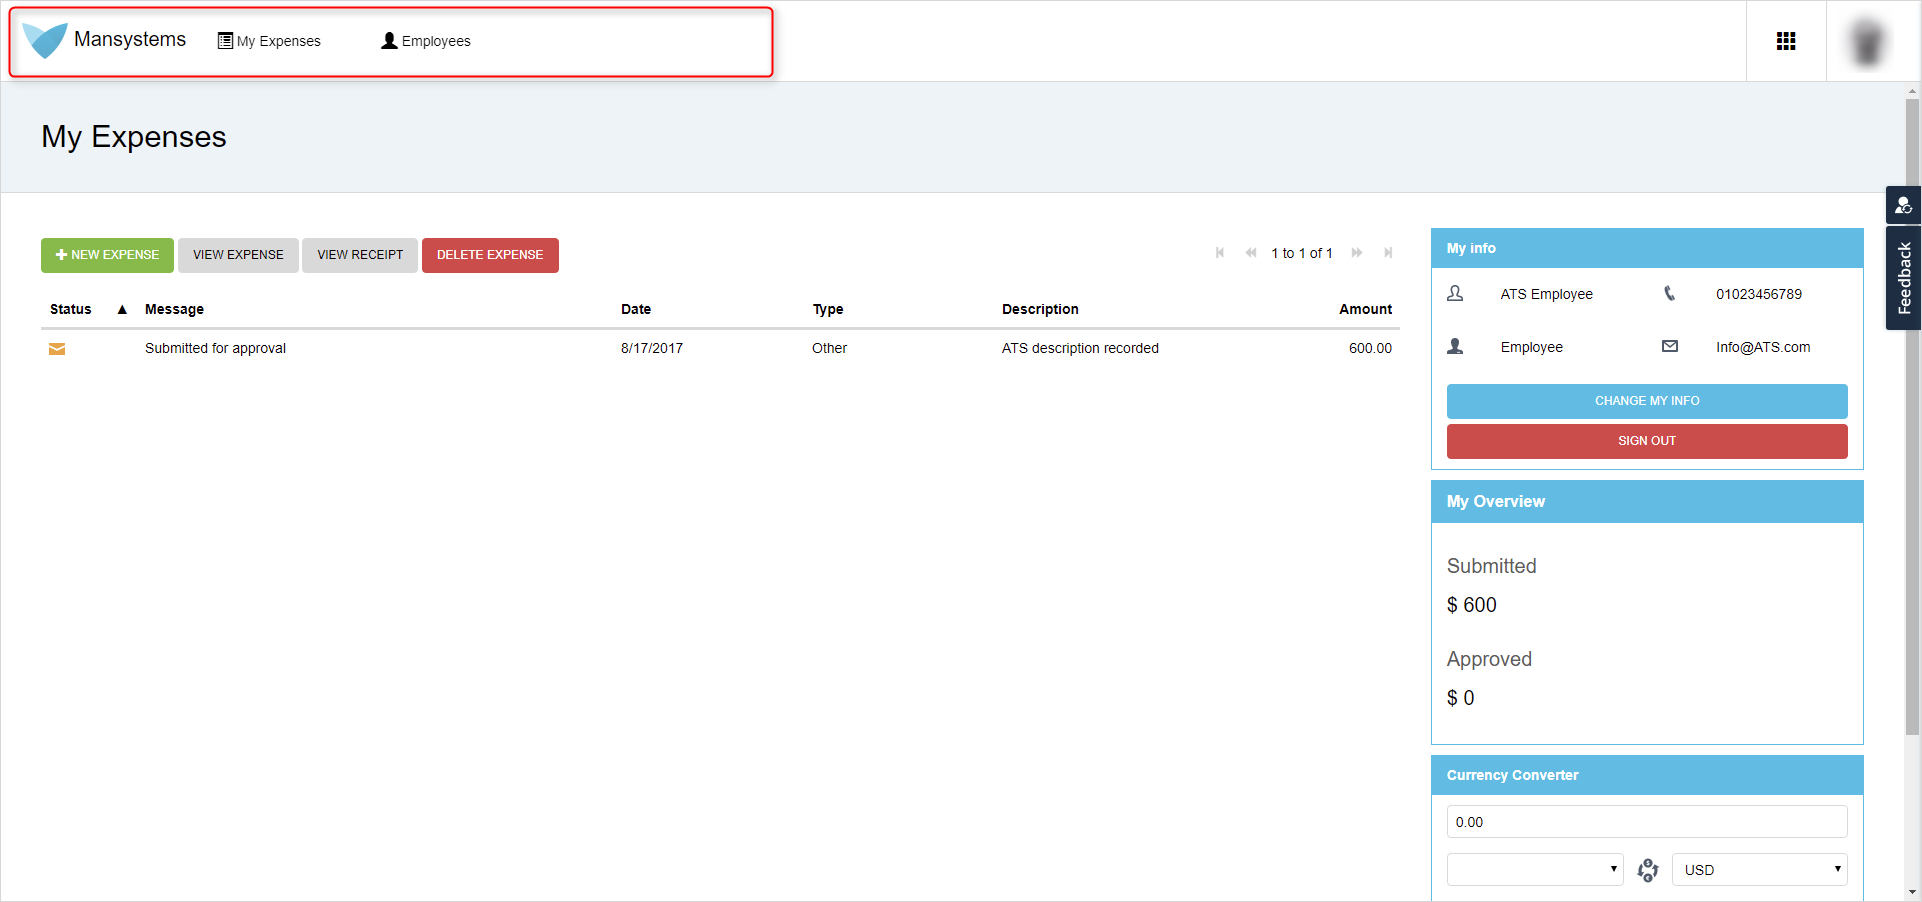 Mansystems My Expenses Employees
My Expenses
NEW EXPENSE VIEW EXPENSE VIEW RECEIPT DELETE EXPENSE 1 to 1 of 1
Status ▲ Message Date Type Description Amount
Submitted for approval 8/17/2017 Other ATS description recorded 600.00
My info
ATS Employee 01023456789
Employee Info@ATS.com
CHANGE MY INFO
SIGN OUT
My Overview
Submitted
$ 600
Approved
$ 0
Currency Converter
0.00
USD
Feedback